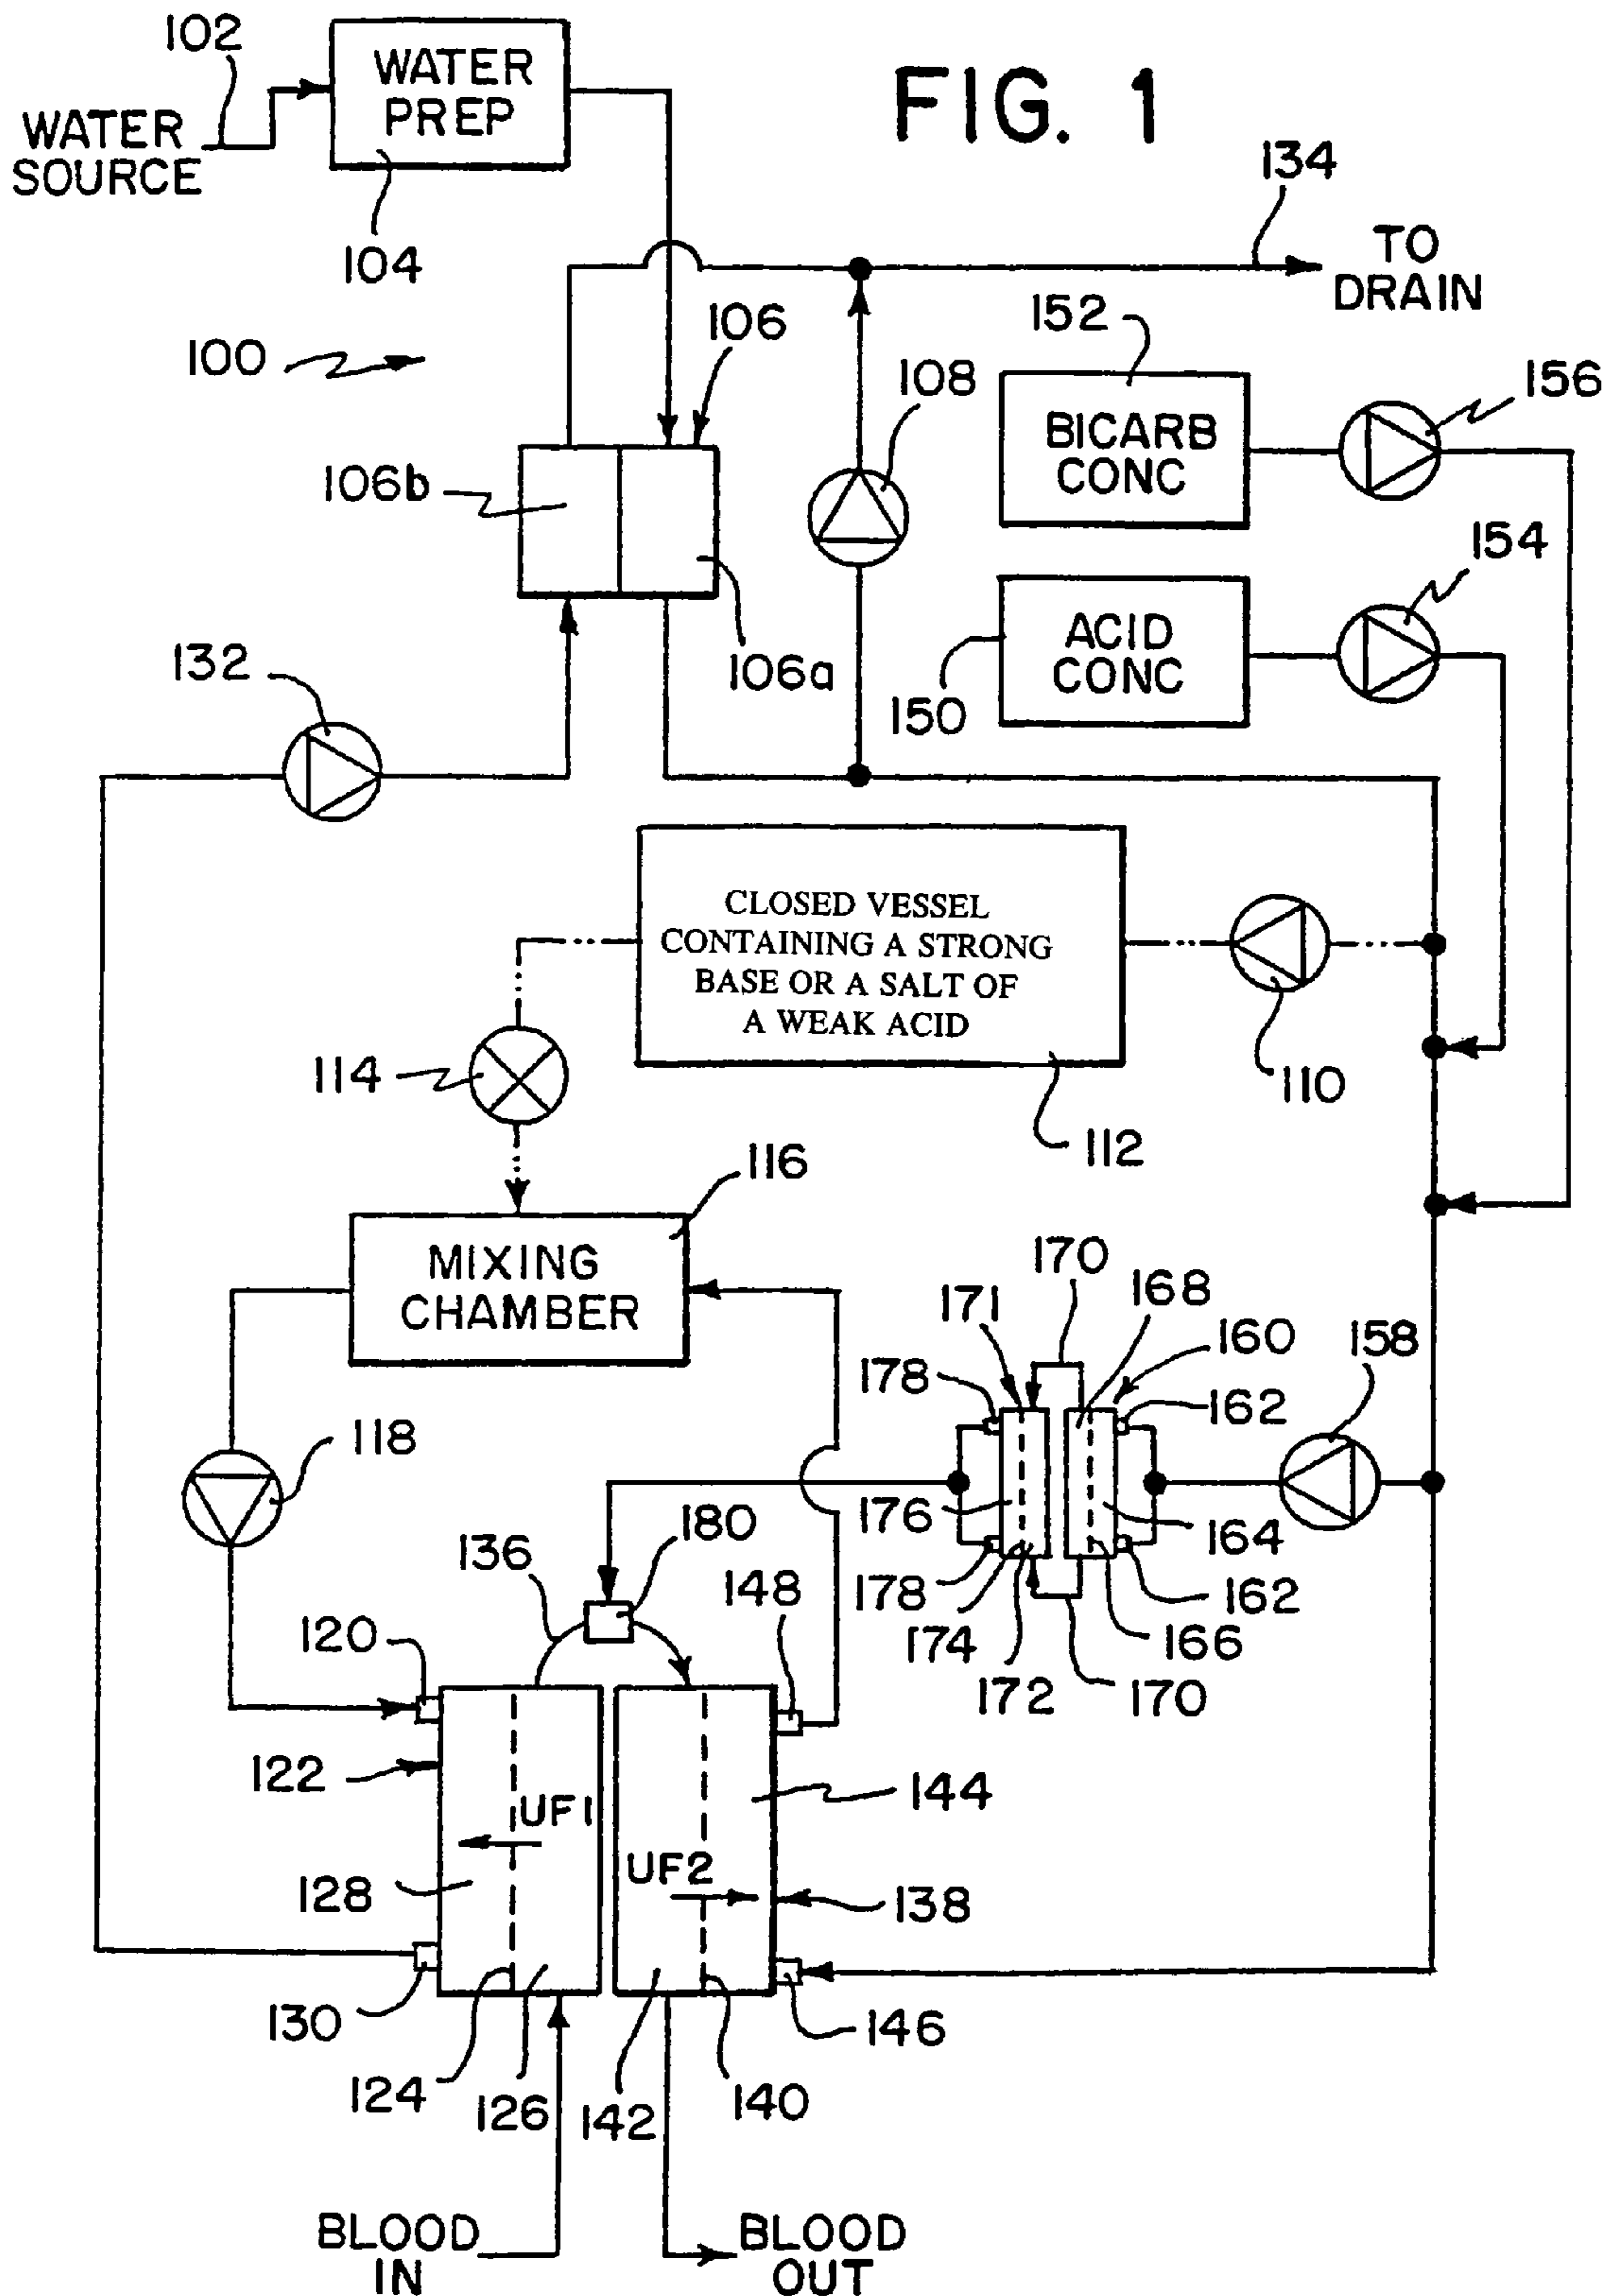 FIG. 1
102
WATER
SOURCE
WATER
PREP
104
134
TO
DRAIN
100
106
106b
106a
108
152
BICARB
CONC
156
154
ACID
CONC
150
132
CLOSED VESSEL
CONTAINING A STRONG
BASE OR A SALT OF
A WEAK ACID
114
110
112
116
MIXING
CHAMBER
170
168
171
160
158
178
162
118
176
164
180
136
148
178
162
120
174
166
172
170
122
UF1
144
UF2
128
138
130
146
124
126
142
140
BLOOD
IN
BLOOD
OUT